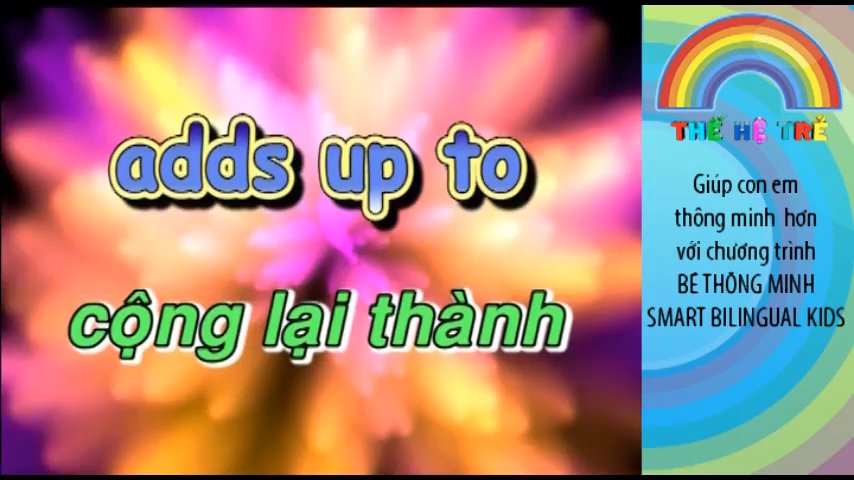 adds up to
cộng lại thành
THẾ HỆ TRẺ
Giúp con em
thông minh hơn
với chương trình
BÉ THÔNG MINH
SMART BILINGUAL KIDS